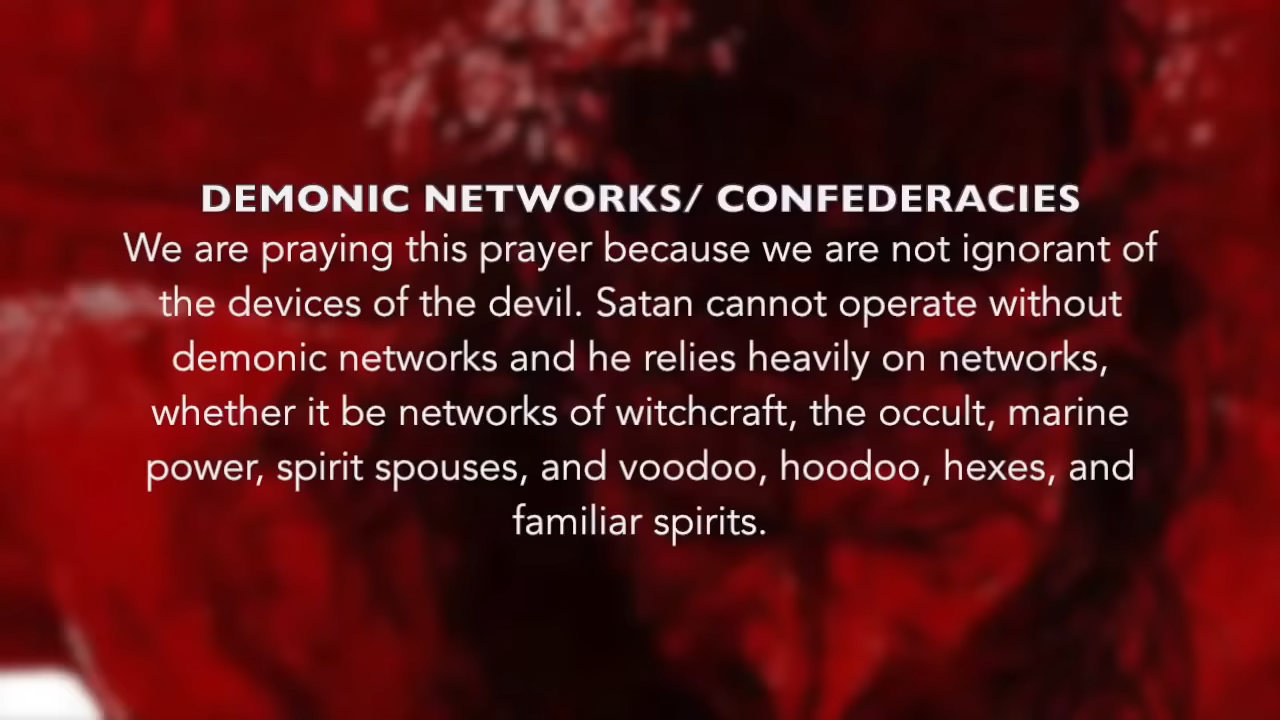 DEMONIC NETWORKS/ CONFEDERACIES
We are praying this prayer because we are not ignorant of
the devices of the devil. Satan cannot operate without
demonic networks and he relies heavily on networks,
whether it be networks of witchcraft, the occult, marine
power, spirit spouses, and voodoo, hoodoo, hexes, and
familiar spirits.